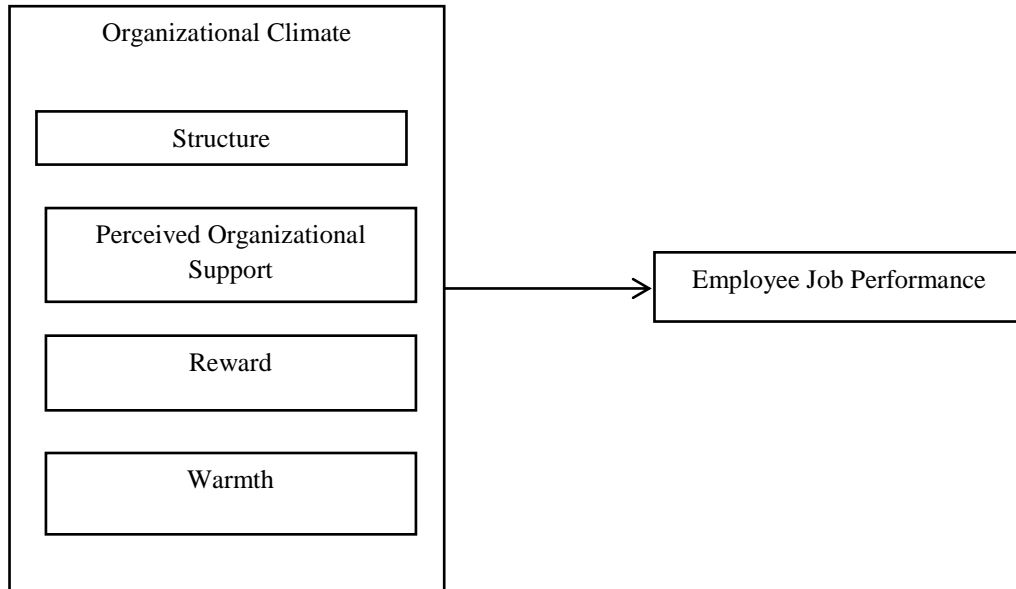 Organizational Climate
Structure
Perceived Organizational
Support
Reward
Warmth
Employee Job Performance